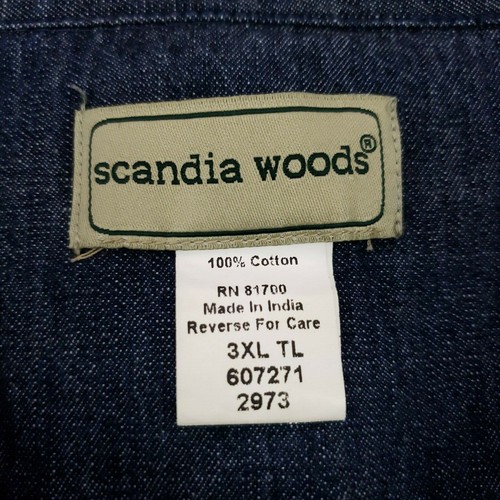 scandia woods®
100% Cotton
RN 81700
Made In India
Reverse For Care
3XL TL
607271
2973